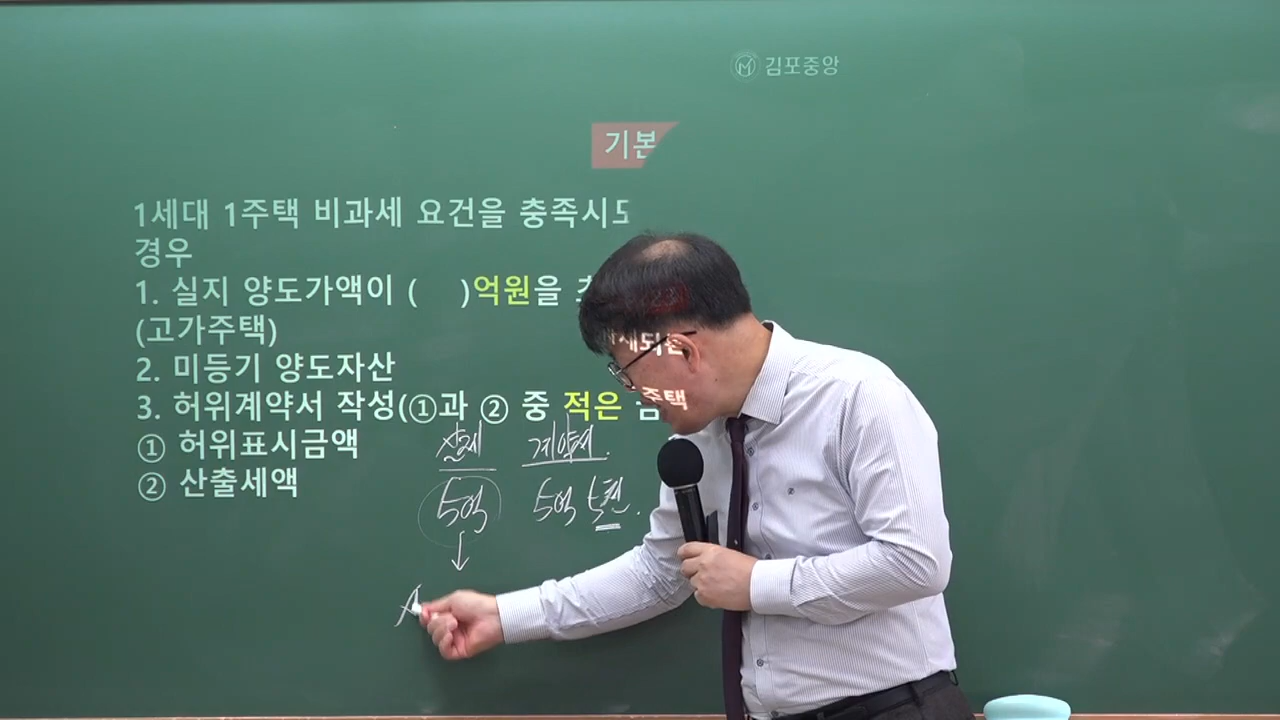 김포중앙
기본
1세대 1주택 비과세 요건을 충족시
경우
1. 실지 양도가액이 ( )억원을
(고가주택)
2. 미등기 양도자산
3. 허위계약서 작성(①과 ② 중 적은
① 허위표시금액
② 산출세액
주택
실제 계약서.
5억 5억 5천.